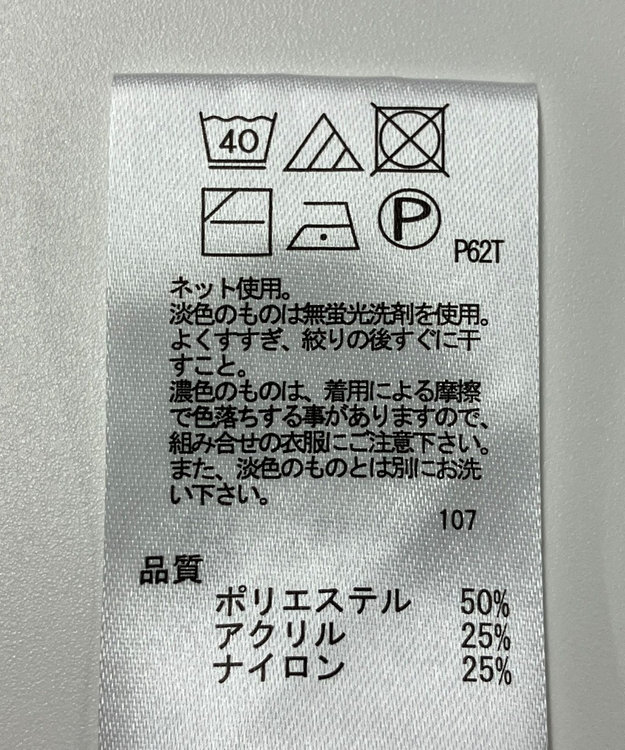 40
P
P62T
ネット使用。
淡色のものは無蛍光洗剤を使用。
よくすすぎ、絞りの後すぐに干
すこと。
濃色のものは、着用による摩擦
で色落ちする事がありますので、
組み合せの衣服にご注意下さい。
また、淡色のものとは別にお洗
い下さい。
107
品質
ポリエステル 50%
アクリル 25%
ナイロン 25%